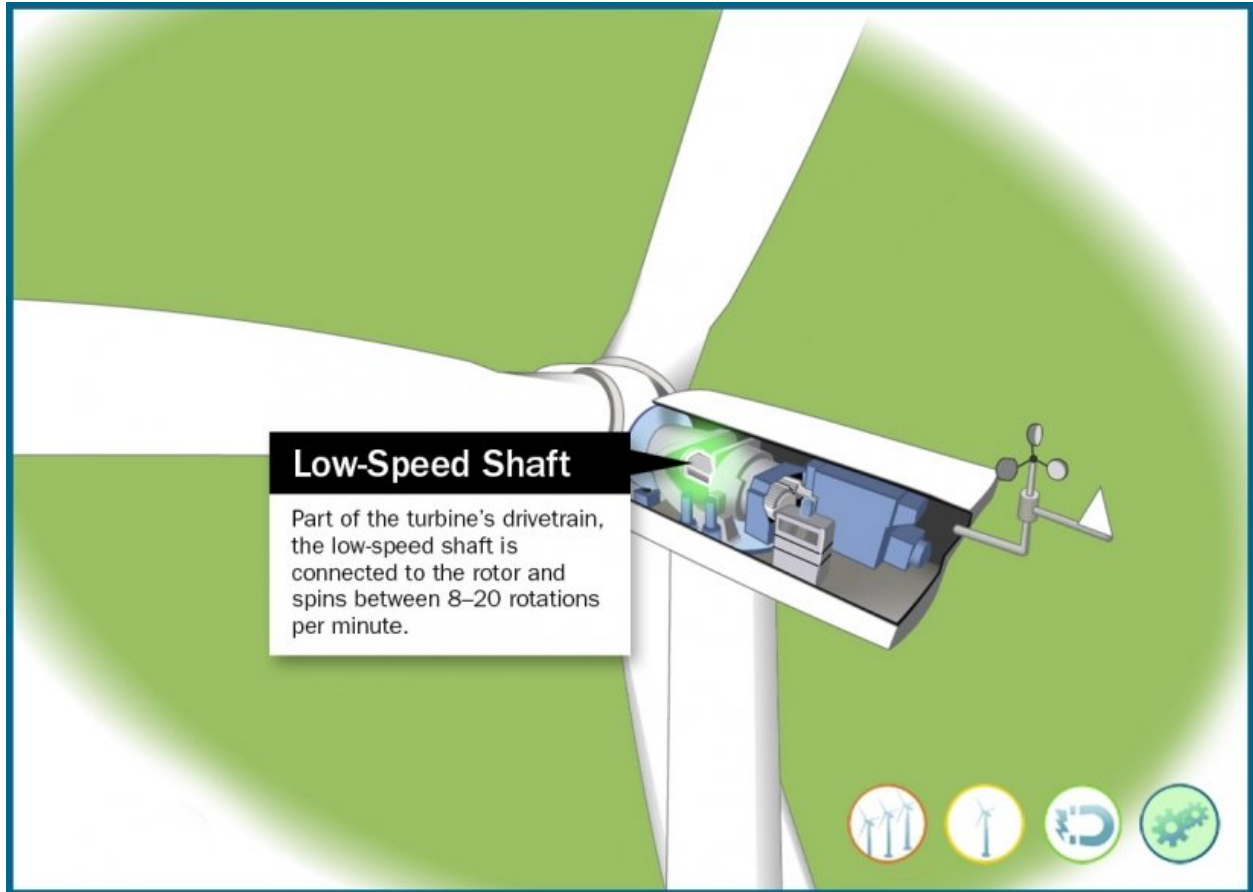 Low-Speed Shaft
Part of the turbine’s drivetrain,
the low-speed shaft is
connected to the rotor and
spins between 8–20 rotations
per minute.